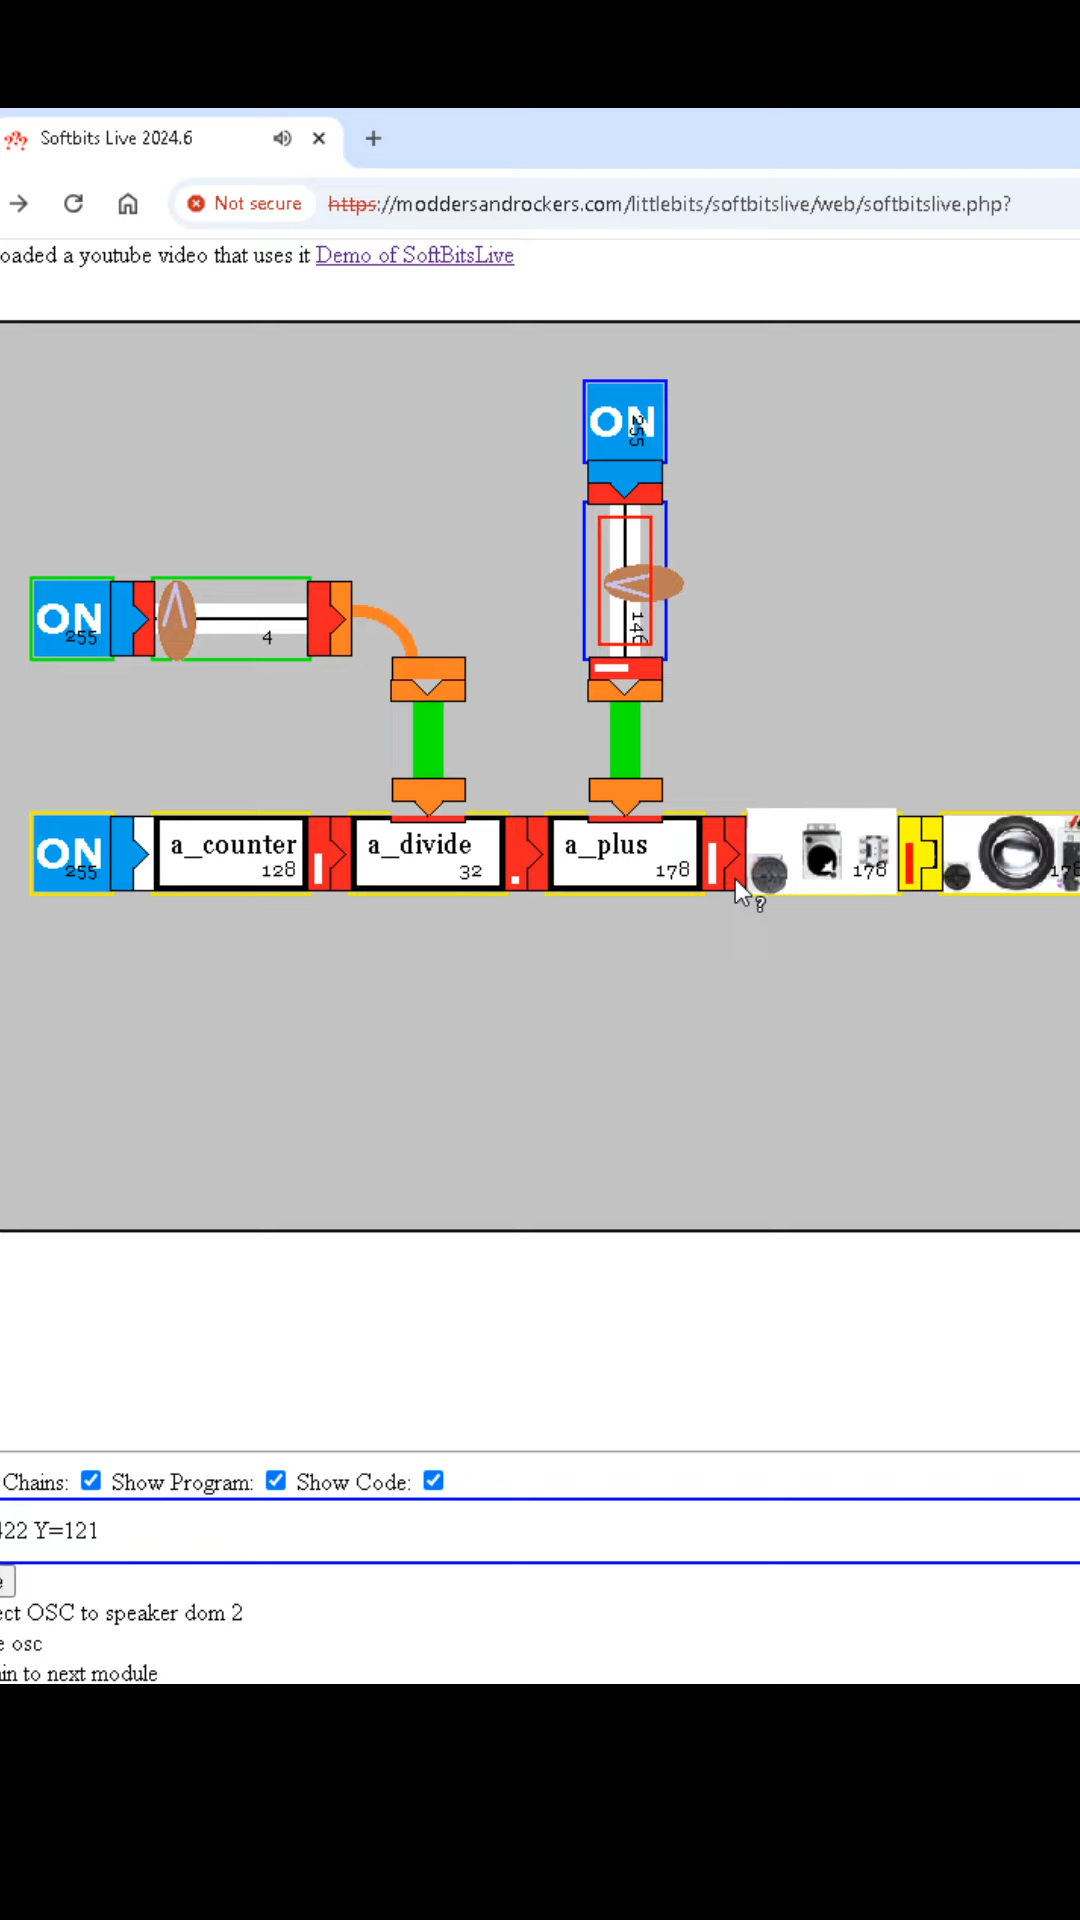 Softbits Live 2024.6
Not secure https://moddersandrockers.com/littlebits/softbitslive/web/softbitslive.php?
oaded a youtube video that uses it Demo of SoftBitsLive
ON
255
ON
255
4
ON
255
a_counter
128
a_divide
32
a_plus
178
178
178
?
Chains: Show Program: Show Code:
422 Y=121
e
ect OSC to speaker dom 2
e osc
in to next module